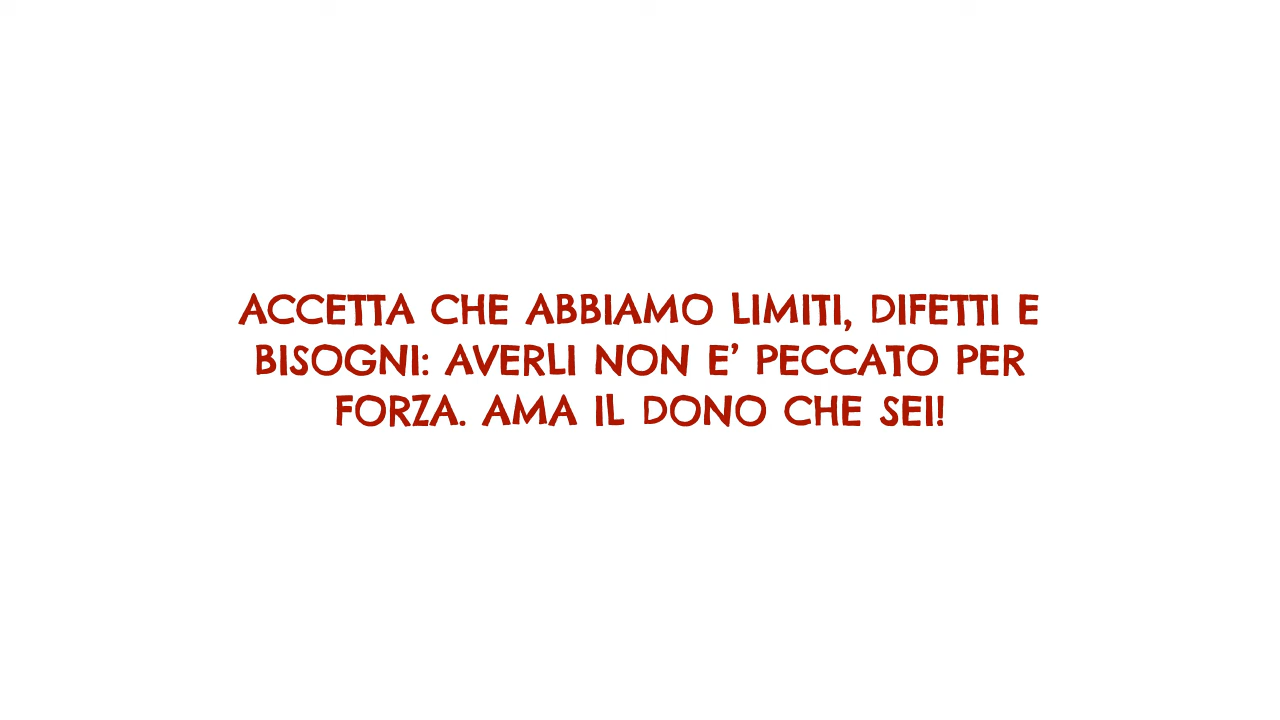 ACCETTA CHE ABBIAMO LIMITI, DIFETTI E
BISOGNI: AVERLI NON E’ PECCATO PER
FORZA. AMA IL DONO CHE SEI!